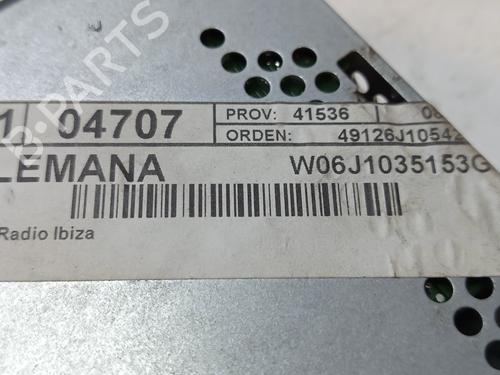 1 04707 PROV: 41536
ORDEN: 49126J10542
LEMANA W06J1035153G
Radio Ibiza
B-PARTS